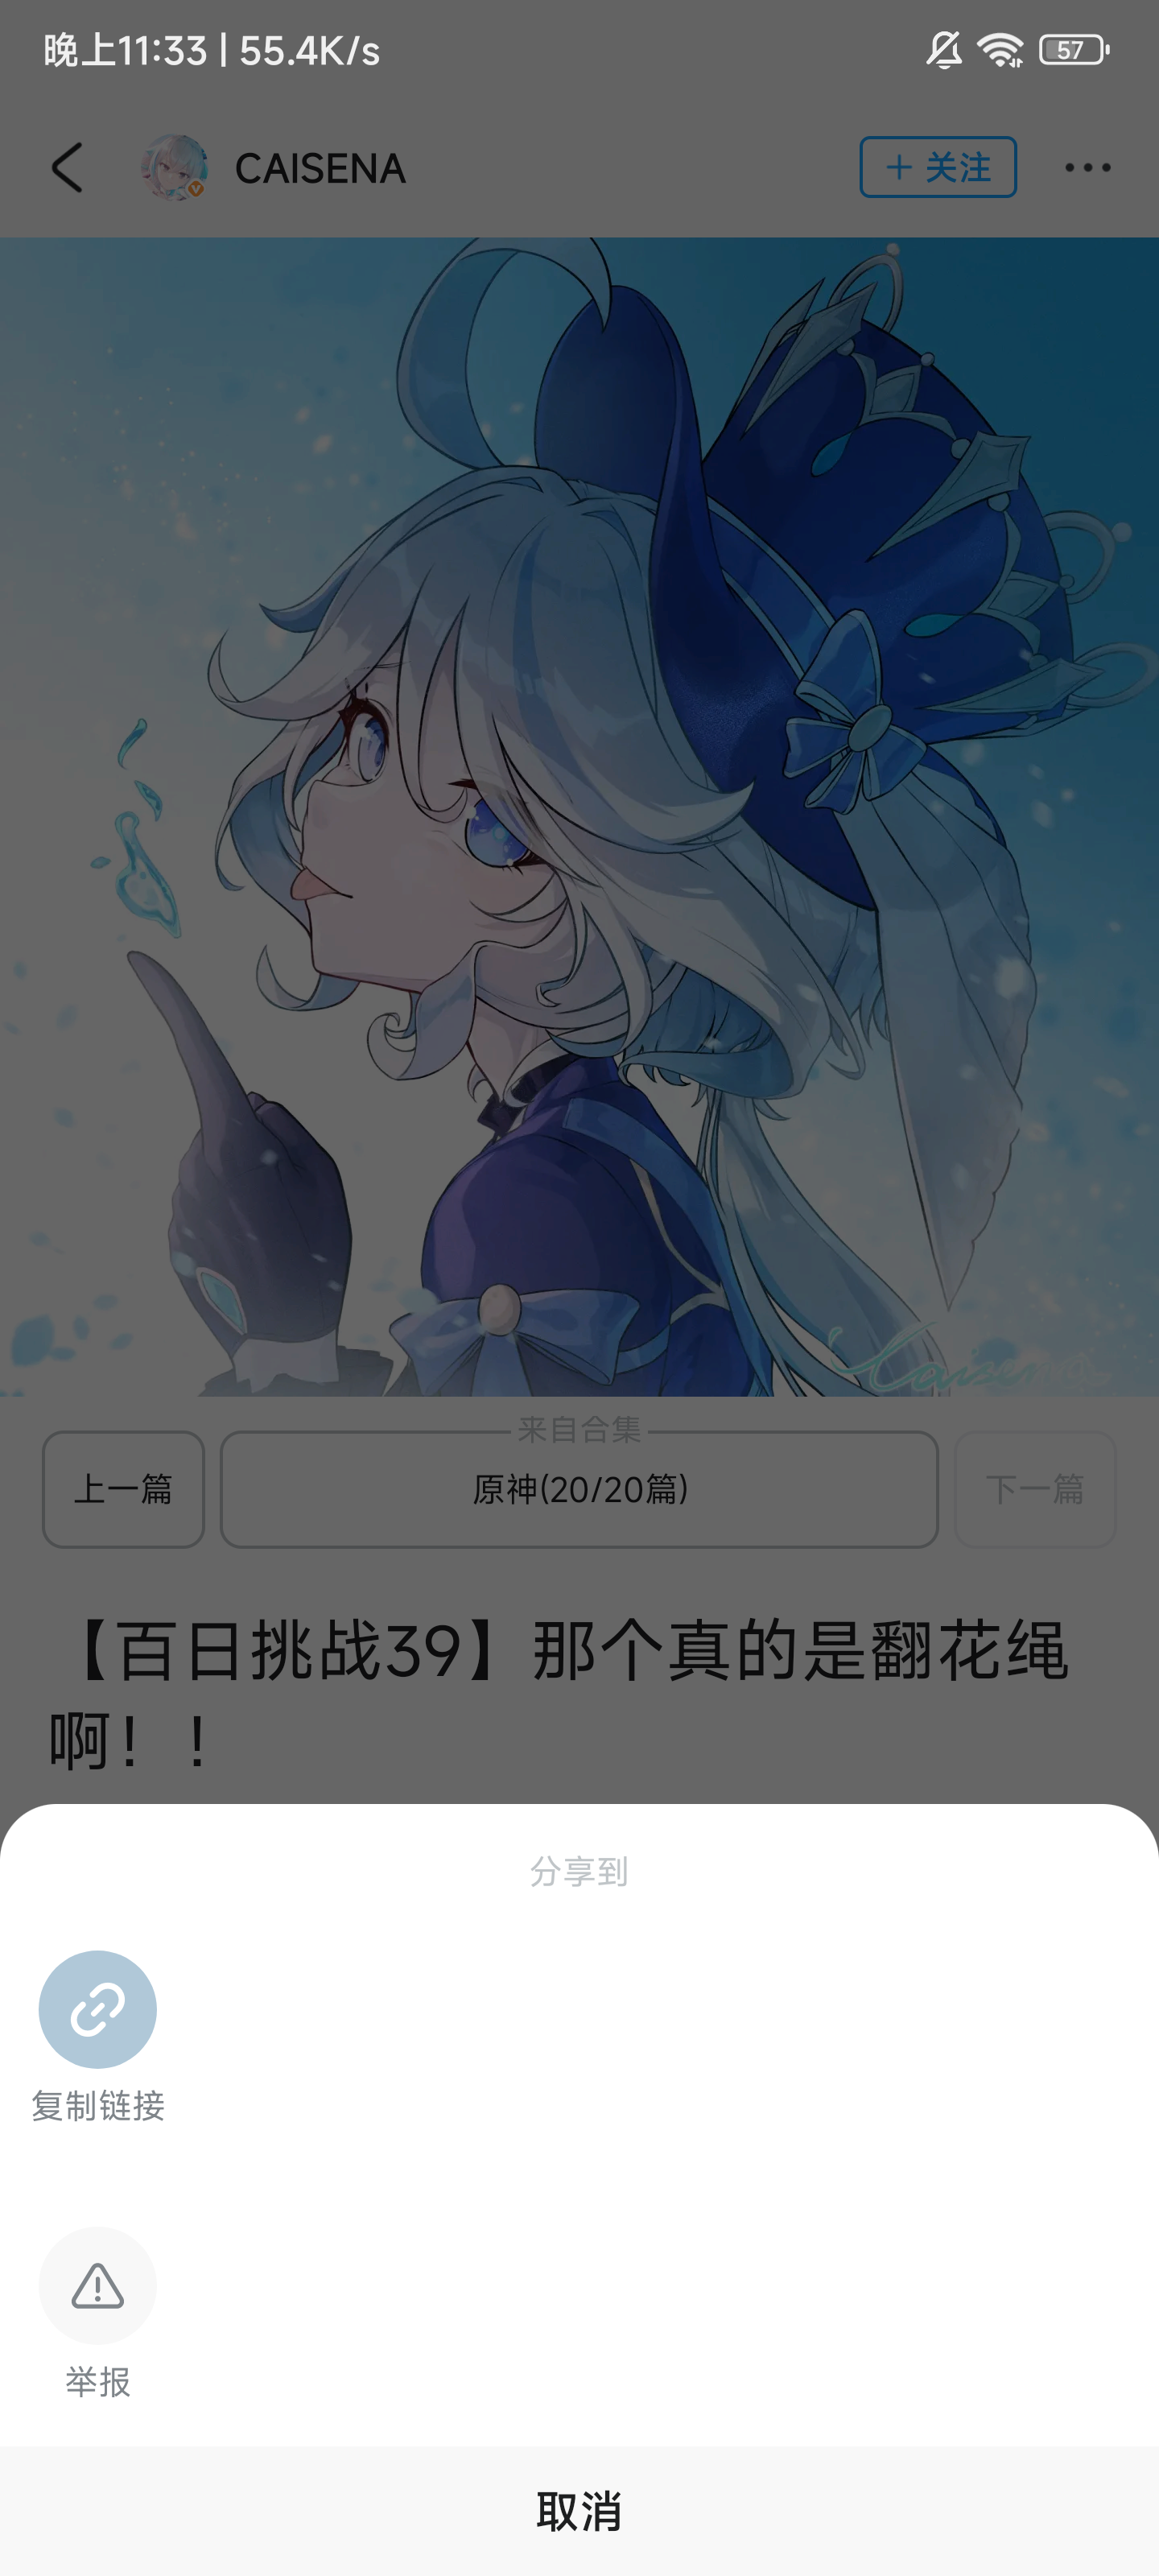 晚上11:33 | 55.4K/s
57
CAISENA
+ 关注
Caisena
来自合集
上一篇
原神(20/20篇)
下一篇
【百日挑战39】那个真的是翻花绳
啊！！
分享到
复制链接
举报
取消